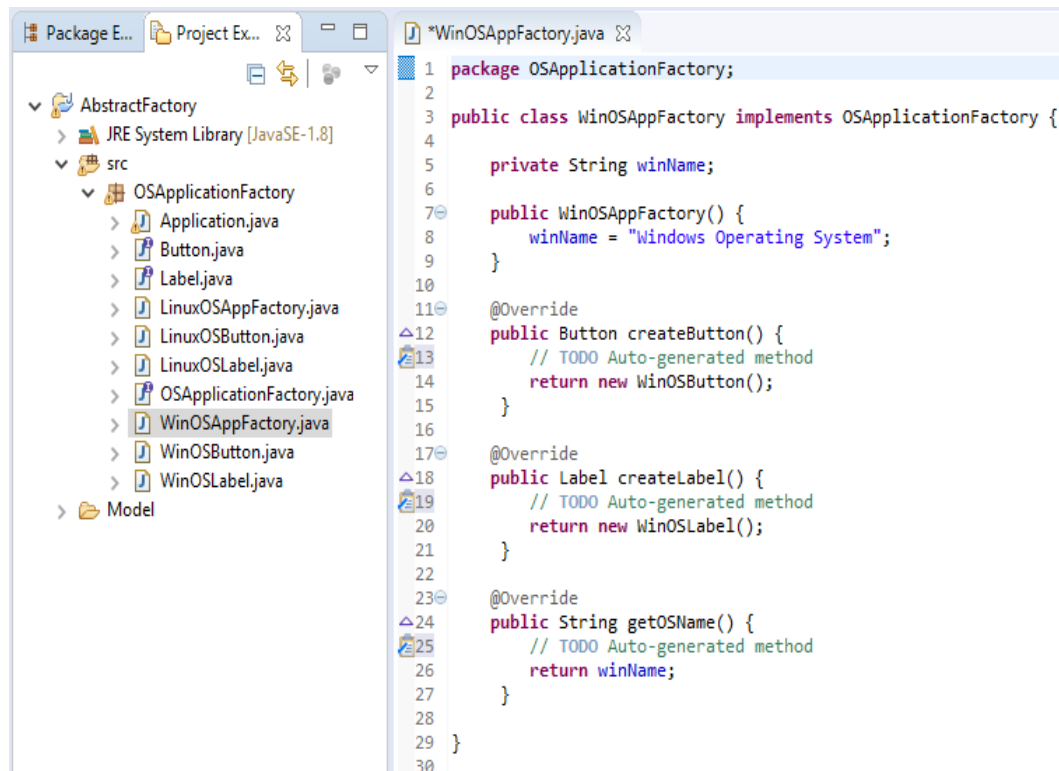 Package E...
Project Ex...
AbstractFactory
JRE System Library [JavaSE-1.8]
src
OSApplicationFactory
Application.java
Button.java
Label.java
LinuxOSAppFactory.java
LinuxOSButton.java
LinuxOSLabel.java
OSApplicationFactory.java
WinOSAppFactory.java
WinOSButton.java
WinOSLabel.java
Model
*WinOSAppFactory.java
1 package OSApplicationFactory;
2
3 public class WinOSAppFactory implements OSApplicationFactory {
4
5 private String winName;
6
7 public WinOSAppFactory() {
8 winName = "Windows Operating System";
9 }
10
11 @Override
12 public Button createButton() {
13 // TODO Auto-generated method
14 return new WinOSButton();
15 }
16
17 @Override
18 public Label createLabel() {
19 // TODO Auto-generated method
20 return new WinOSLabel();
21 }
22
23 @Override
24 public String getOSName() {
25 // TODO Auto-generated method
26 return winName;
27 }
28
29 }
30